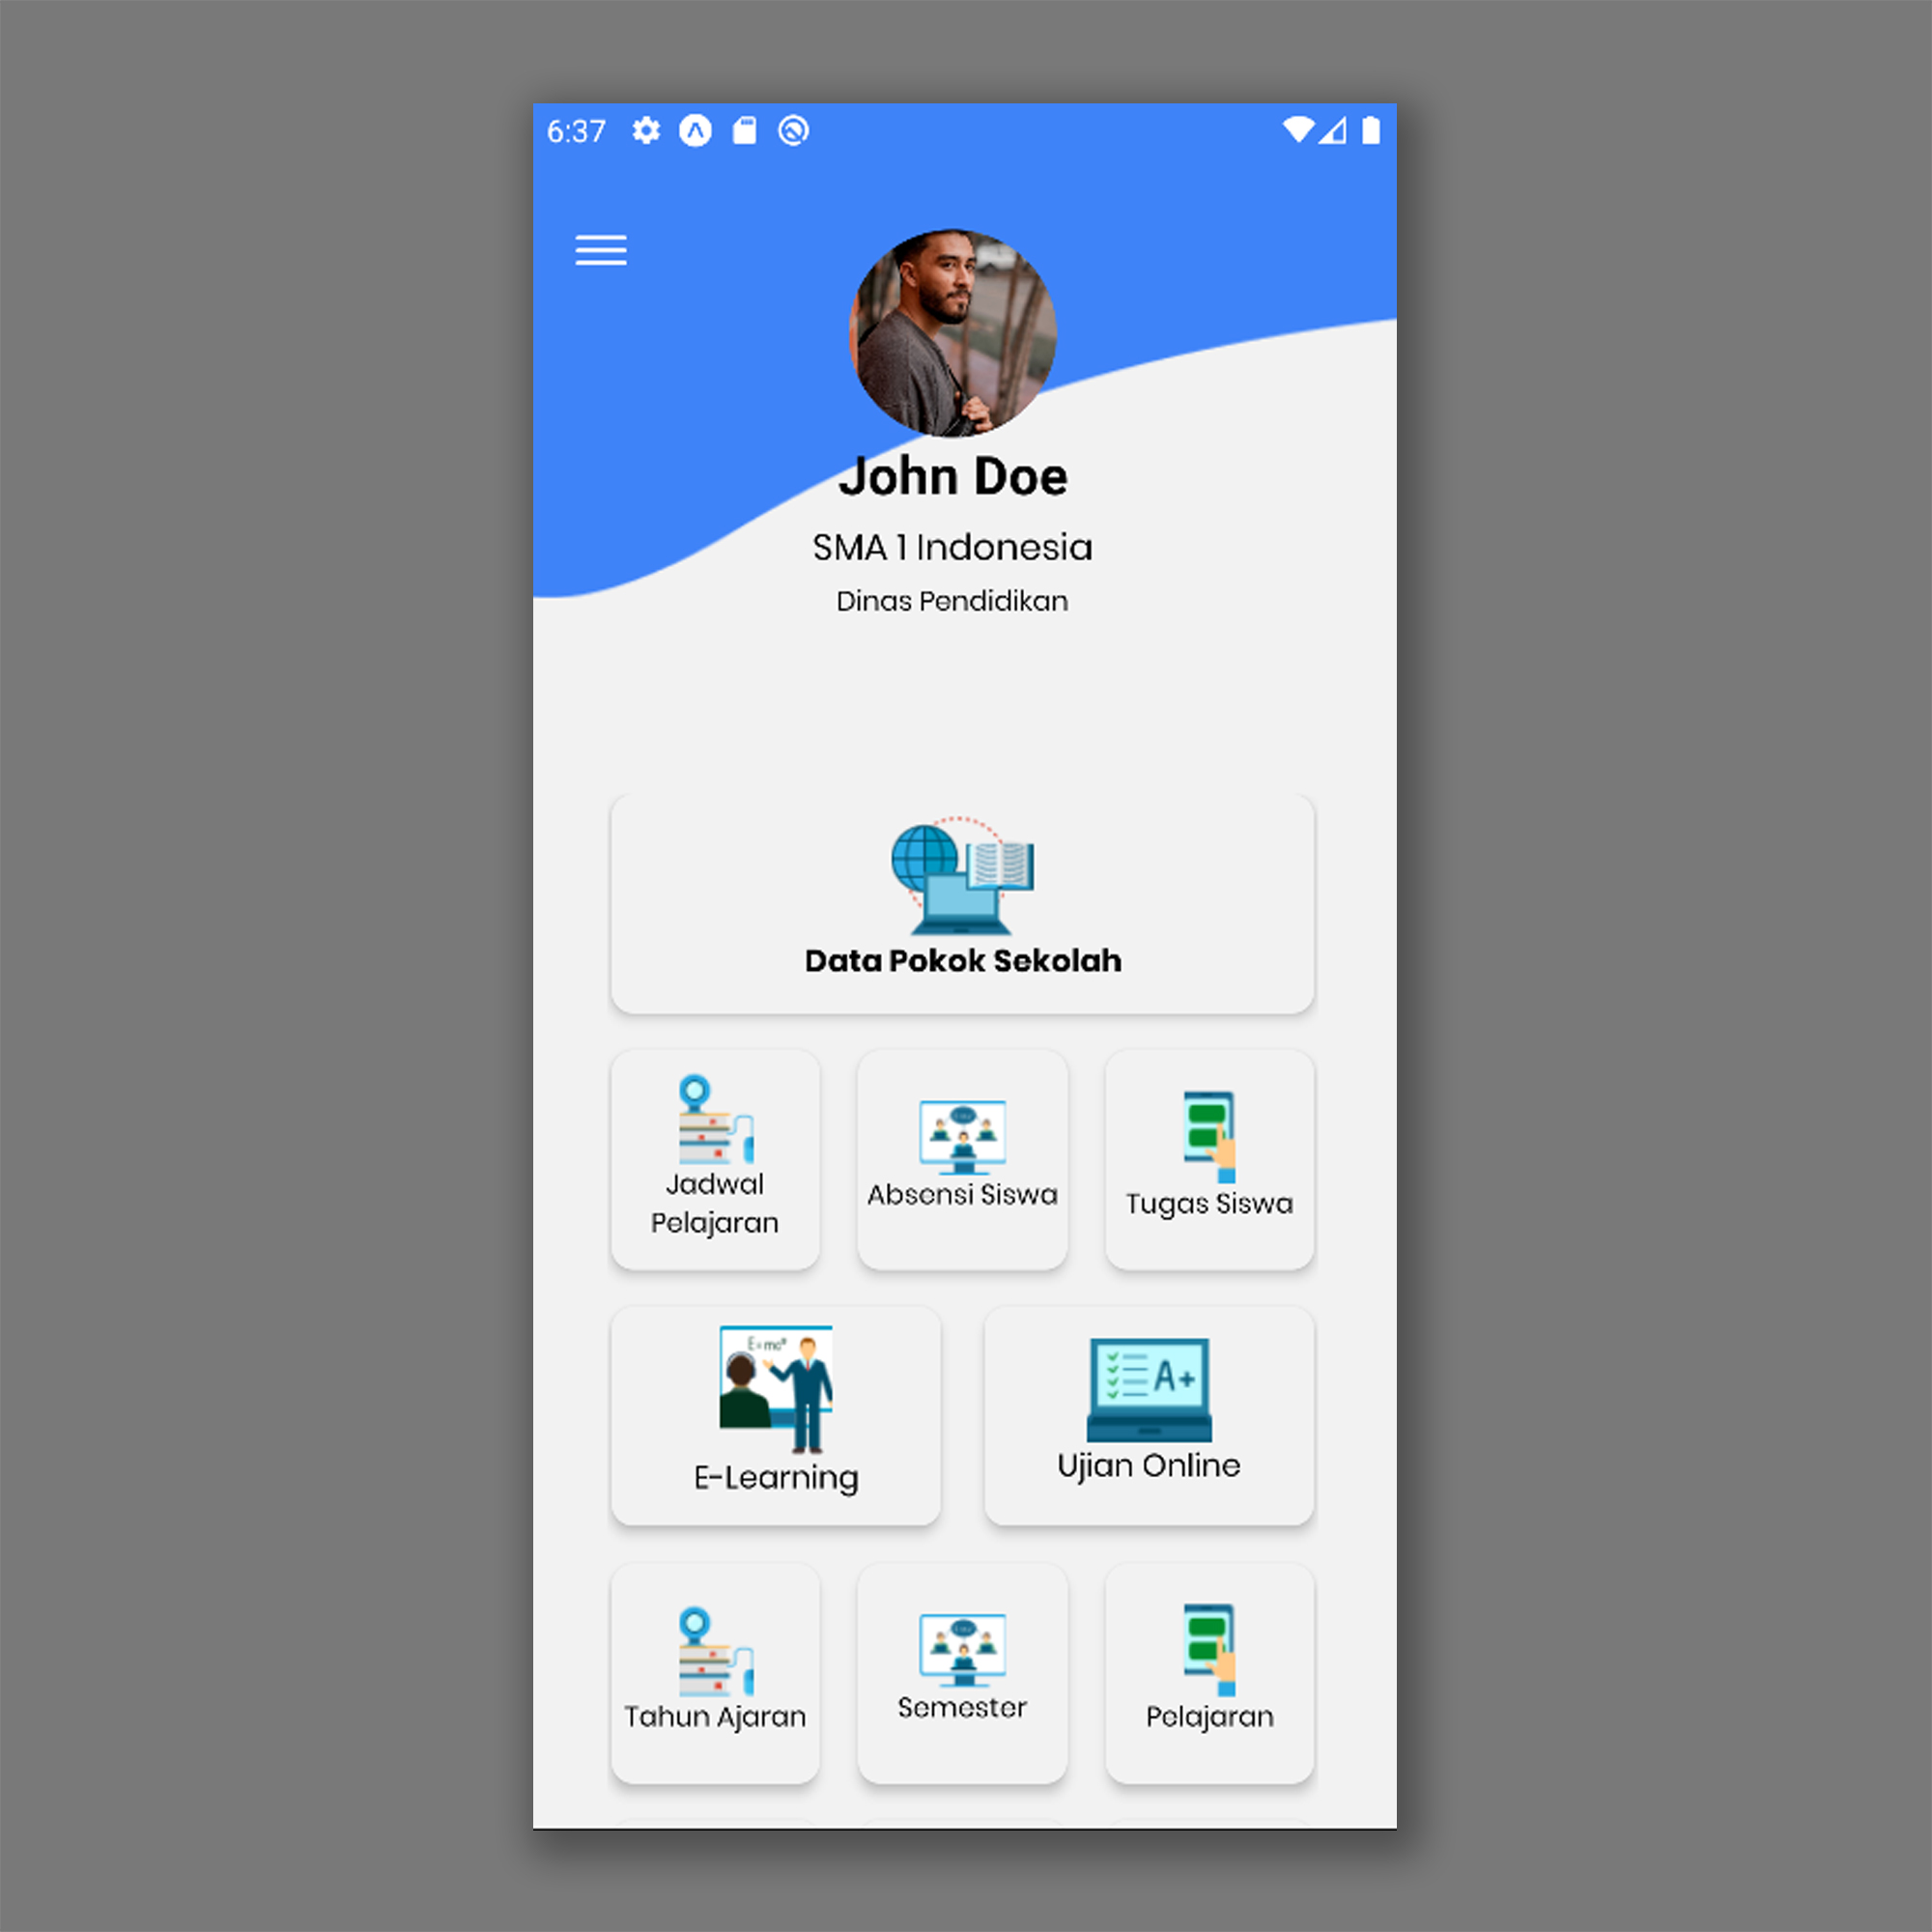 6:37
John Doe
SMA 1 Indonesia
Dinas Pendidikan
Data Pokok Sekolah
Jadwal
Pelajaran
Absensi Siswa
Tugas Siswa
E=mc²
A+
E-Learning
Ujian Online
Tahun Ajaran
Semester
Pelajaran